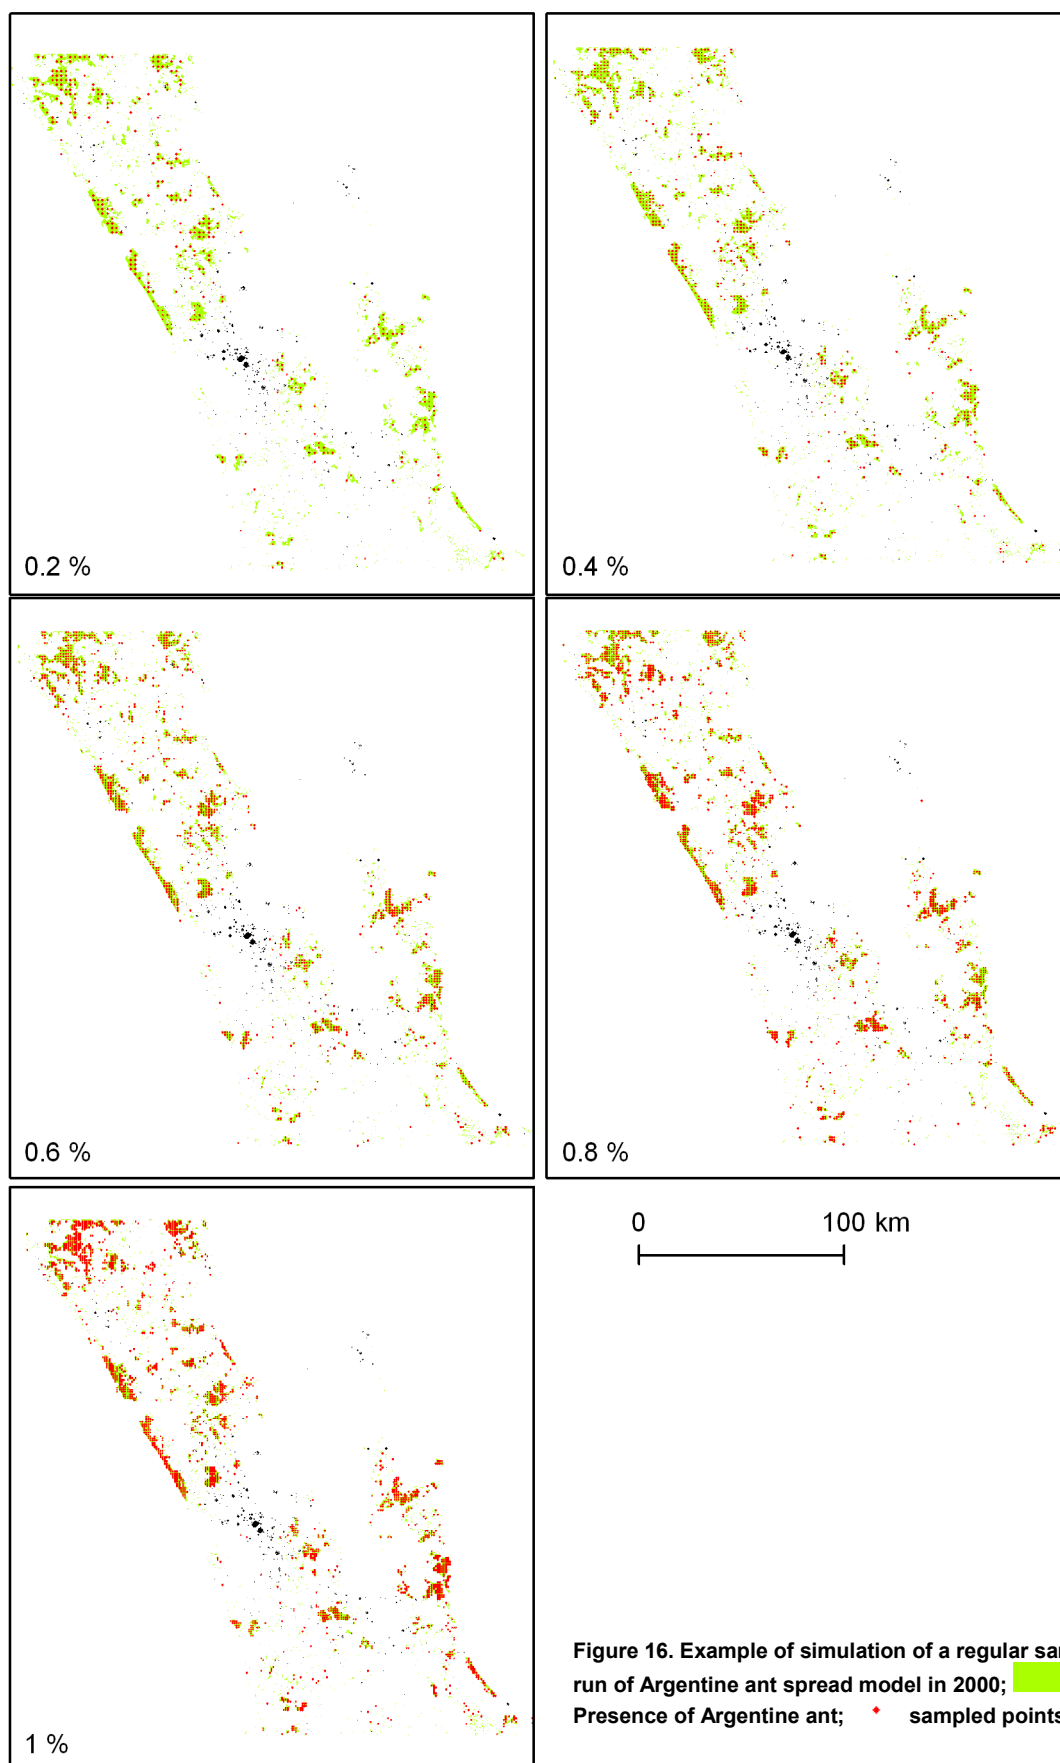 0.2 %
0.4 %
0.6 %
0.8 %
1 %
0 100 km
Figure 16. Example of simulation of a regular
run of Argentine ant spread model in 2000;
Presence of Argentine ant; sampled points